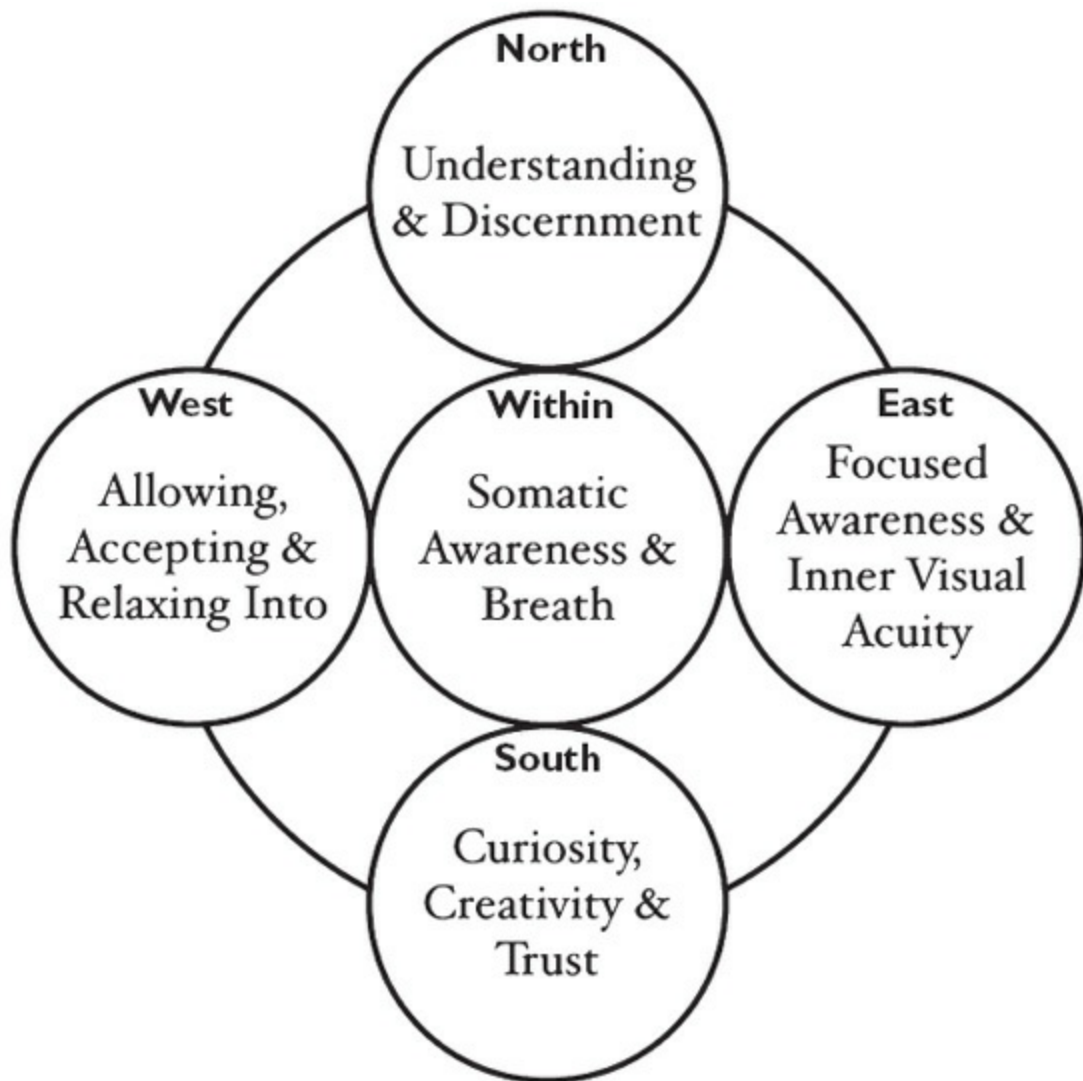 North
Understanding
& Discernment
West
Allowing,
Accepting &
Relaxing Into
Within
Somatic
Awareness &
Breath
East
Focused
Awareness &
Inner Visual
Acuity
South
Curiosity,
Creativity &
Trust